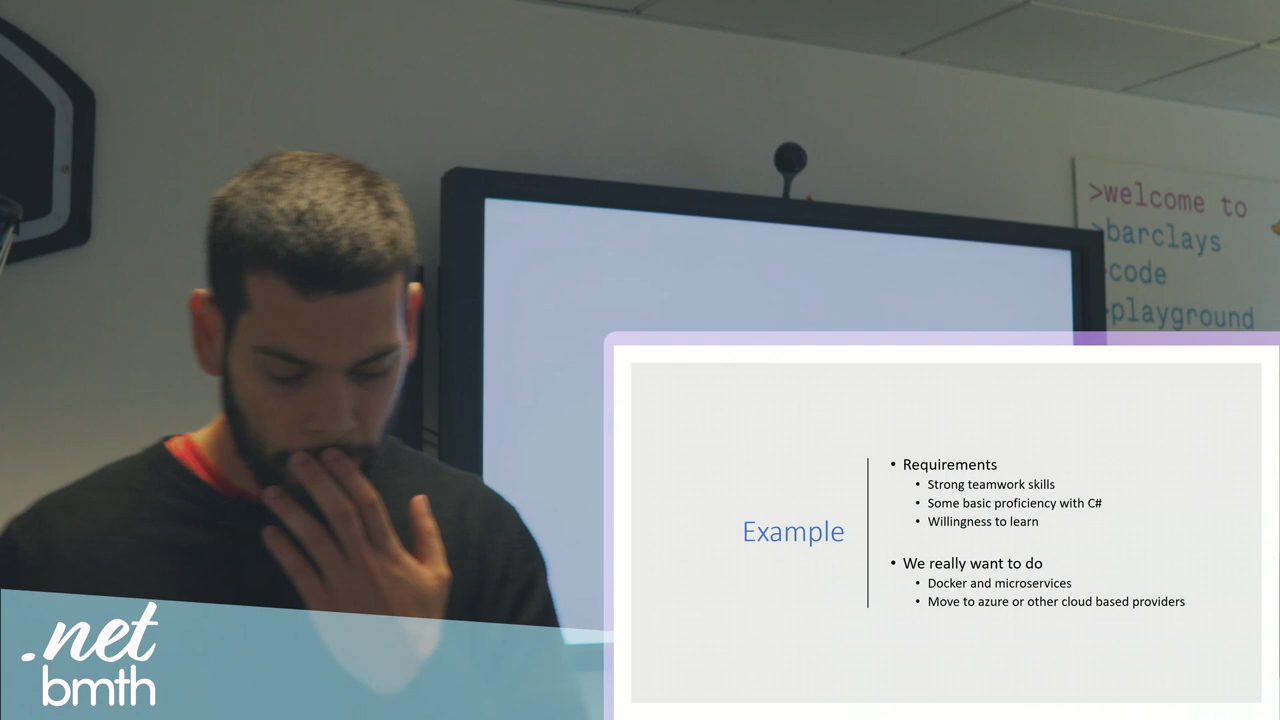 >welcome to
>barclays
>code
>playground
Example
• Requirements
• Strong teamwork skills
• Some basic proficiency with C#
• Willingness to learn
• We really want to do
• Docker and microservices
• Move to azure or other cloud based providers
.net
bmth